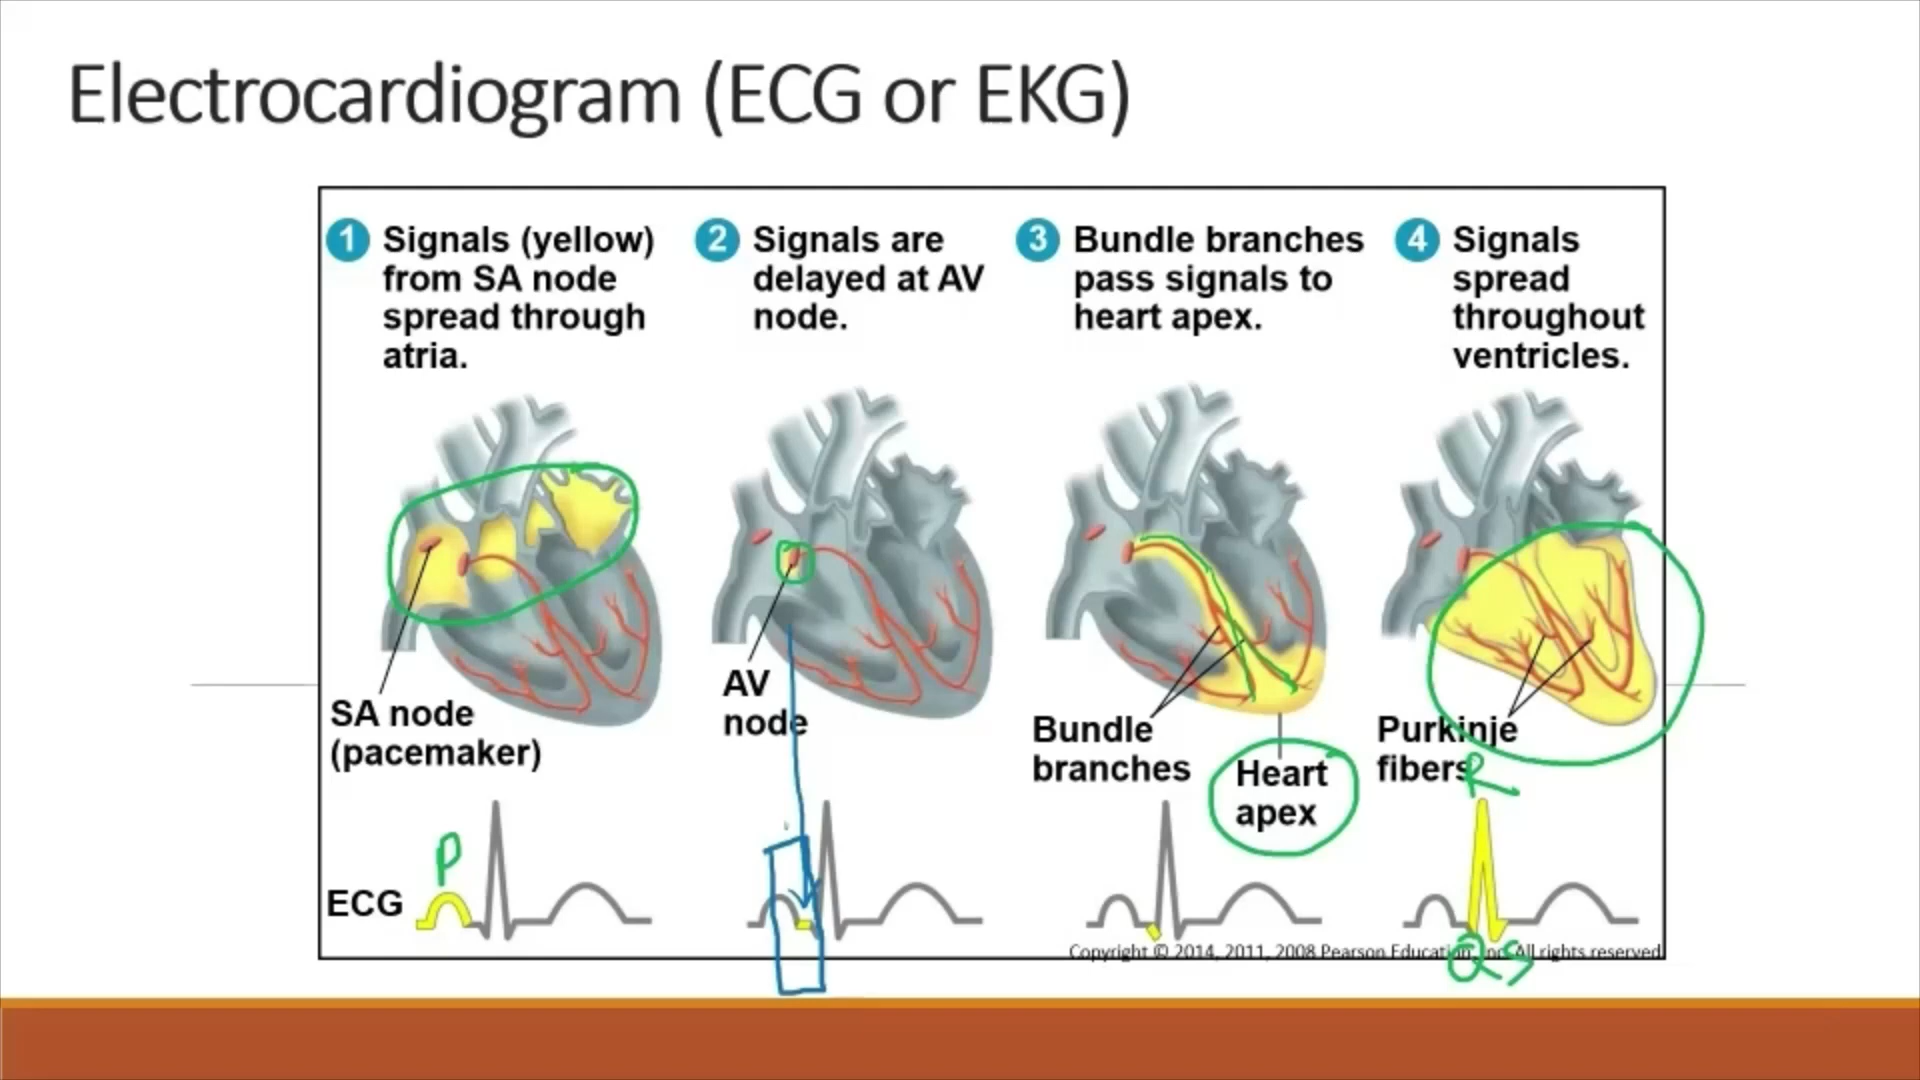 Electrocardiogram (ECG or EKG)
1 Signals (yellow)
from SA node
spread through
atria.
2 Signals are
delayed at AV
node.
3 Bundle branches
pass signals to
heart apex.
4 Signals
spread
throughout
ventricles.
SA node
(pacemaker)
AV
node
Bundle
branches
Heart
apex
Purkinje
fibers
R
P
ECG
Copyright © 2014, 2011, 2008 Pearson Education, Inc. All rights reserved
QS